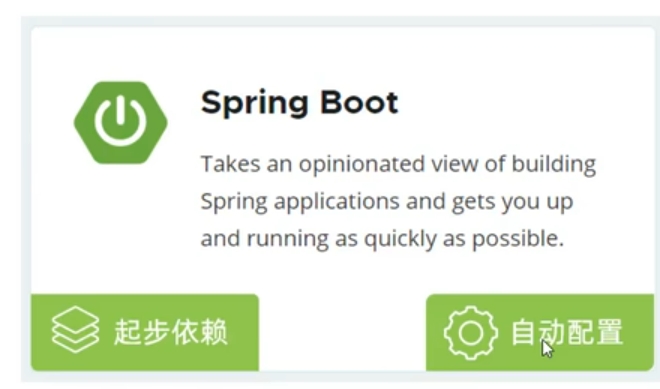 Spring Boot
Takes an opinionated view of building
Spring applications and gets you up
and running as quickly as possible.
起步依赖
自动配置